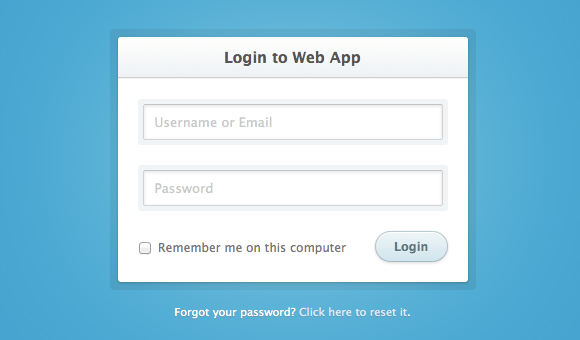 Login to Web App
Username or Email
Password
Remember me on this computer
Login
Forgot your password? Click here to reset it.